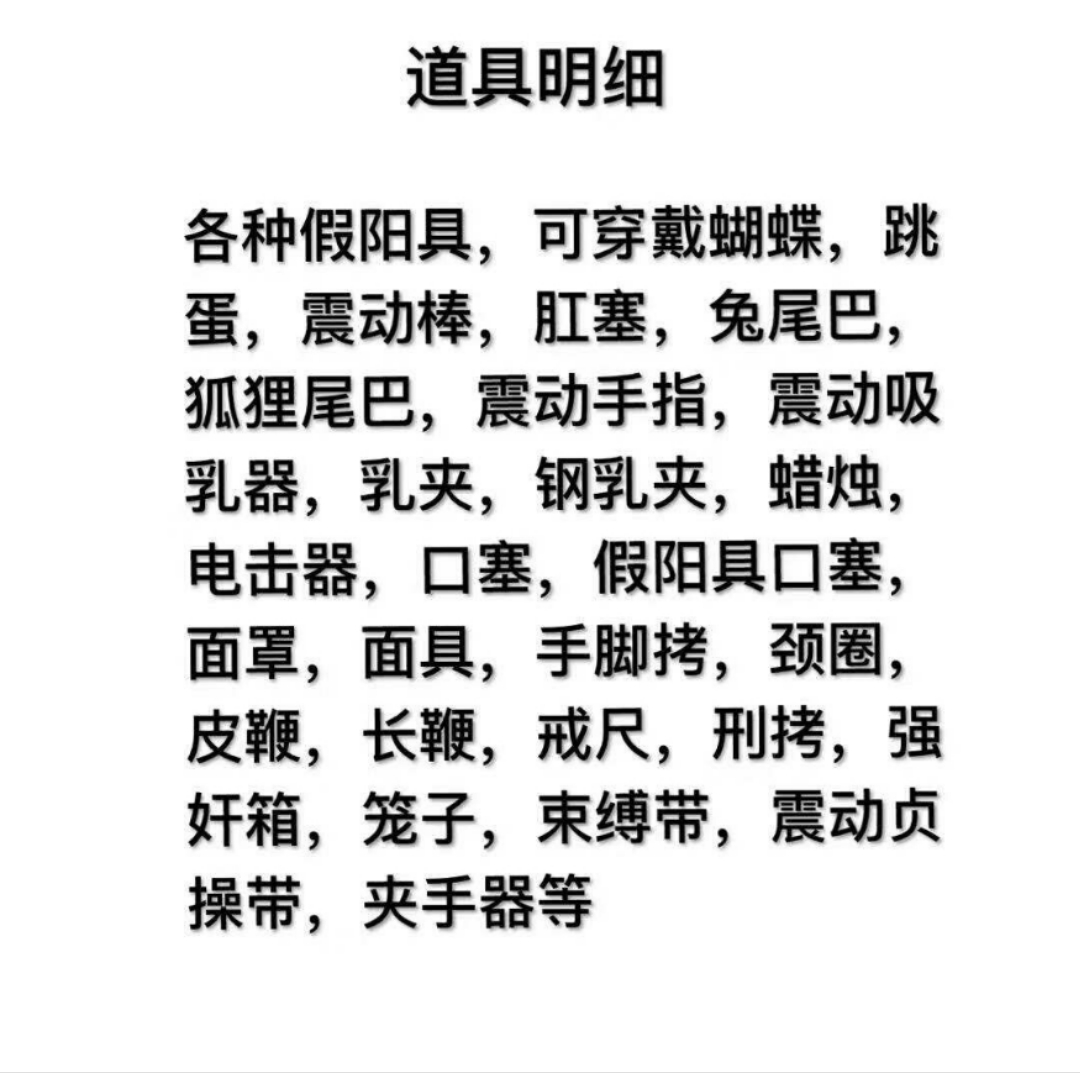 道具明细
各种假阳具，可穿戴蝴蝶，跳
蛋，震动棒，肛塞，兔尾巴，
狐狸尾巴，震动手指，震动吸
乳器，乳夹，钢乳夹，蜡烛，
电击器，口塞，假阳具口塞，
面罩，面具，手脚拷，颈圈，
皮鞭，长鞭，戒尺，刑拷，强
奸箱，笼子，束缚带，震动贞
操带，夹手器等